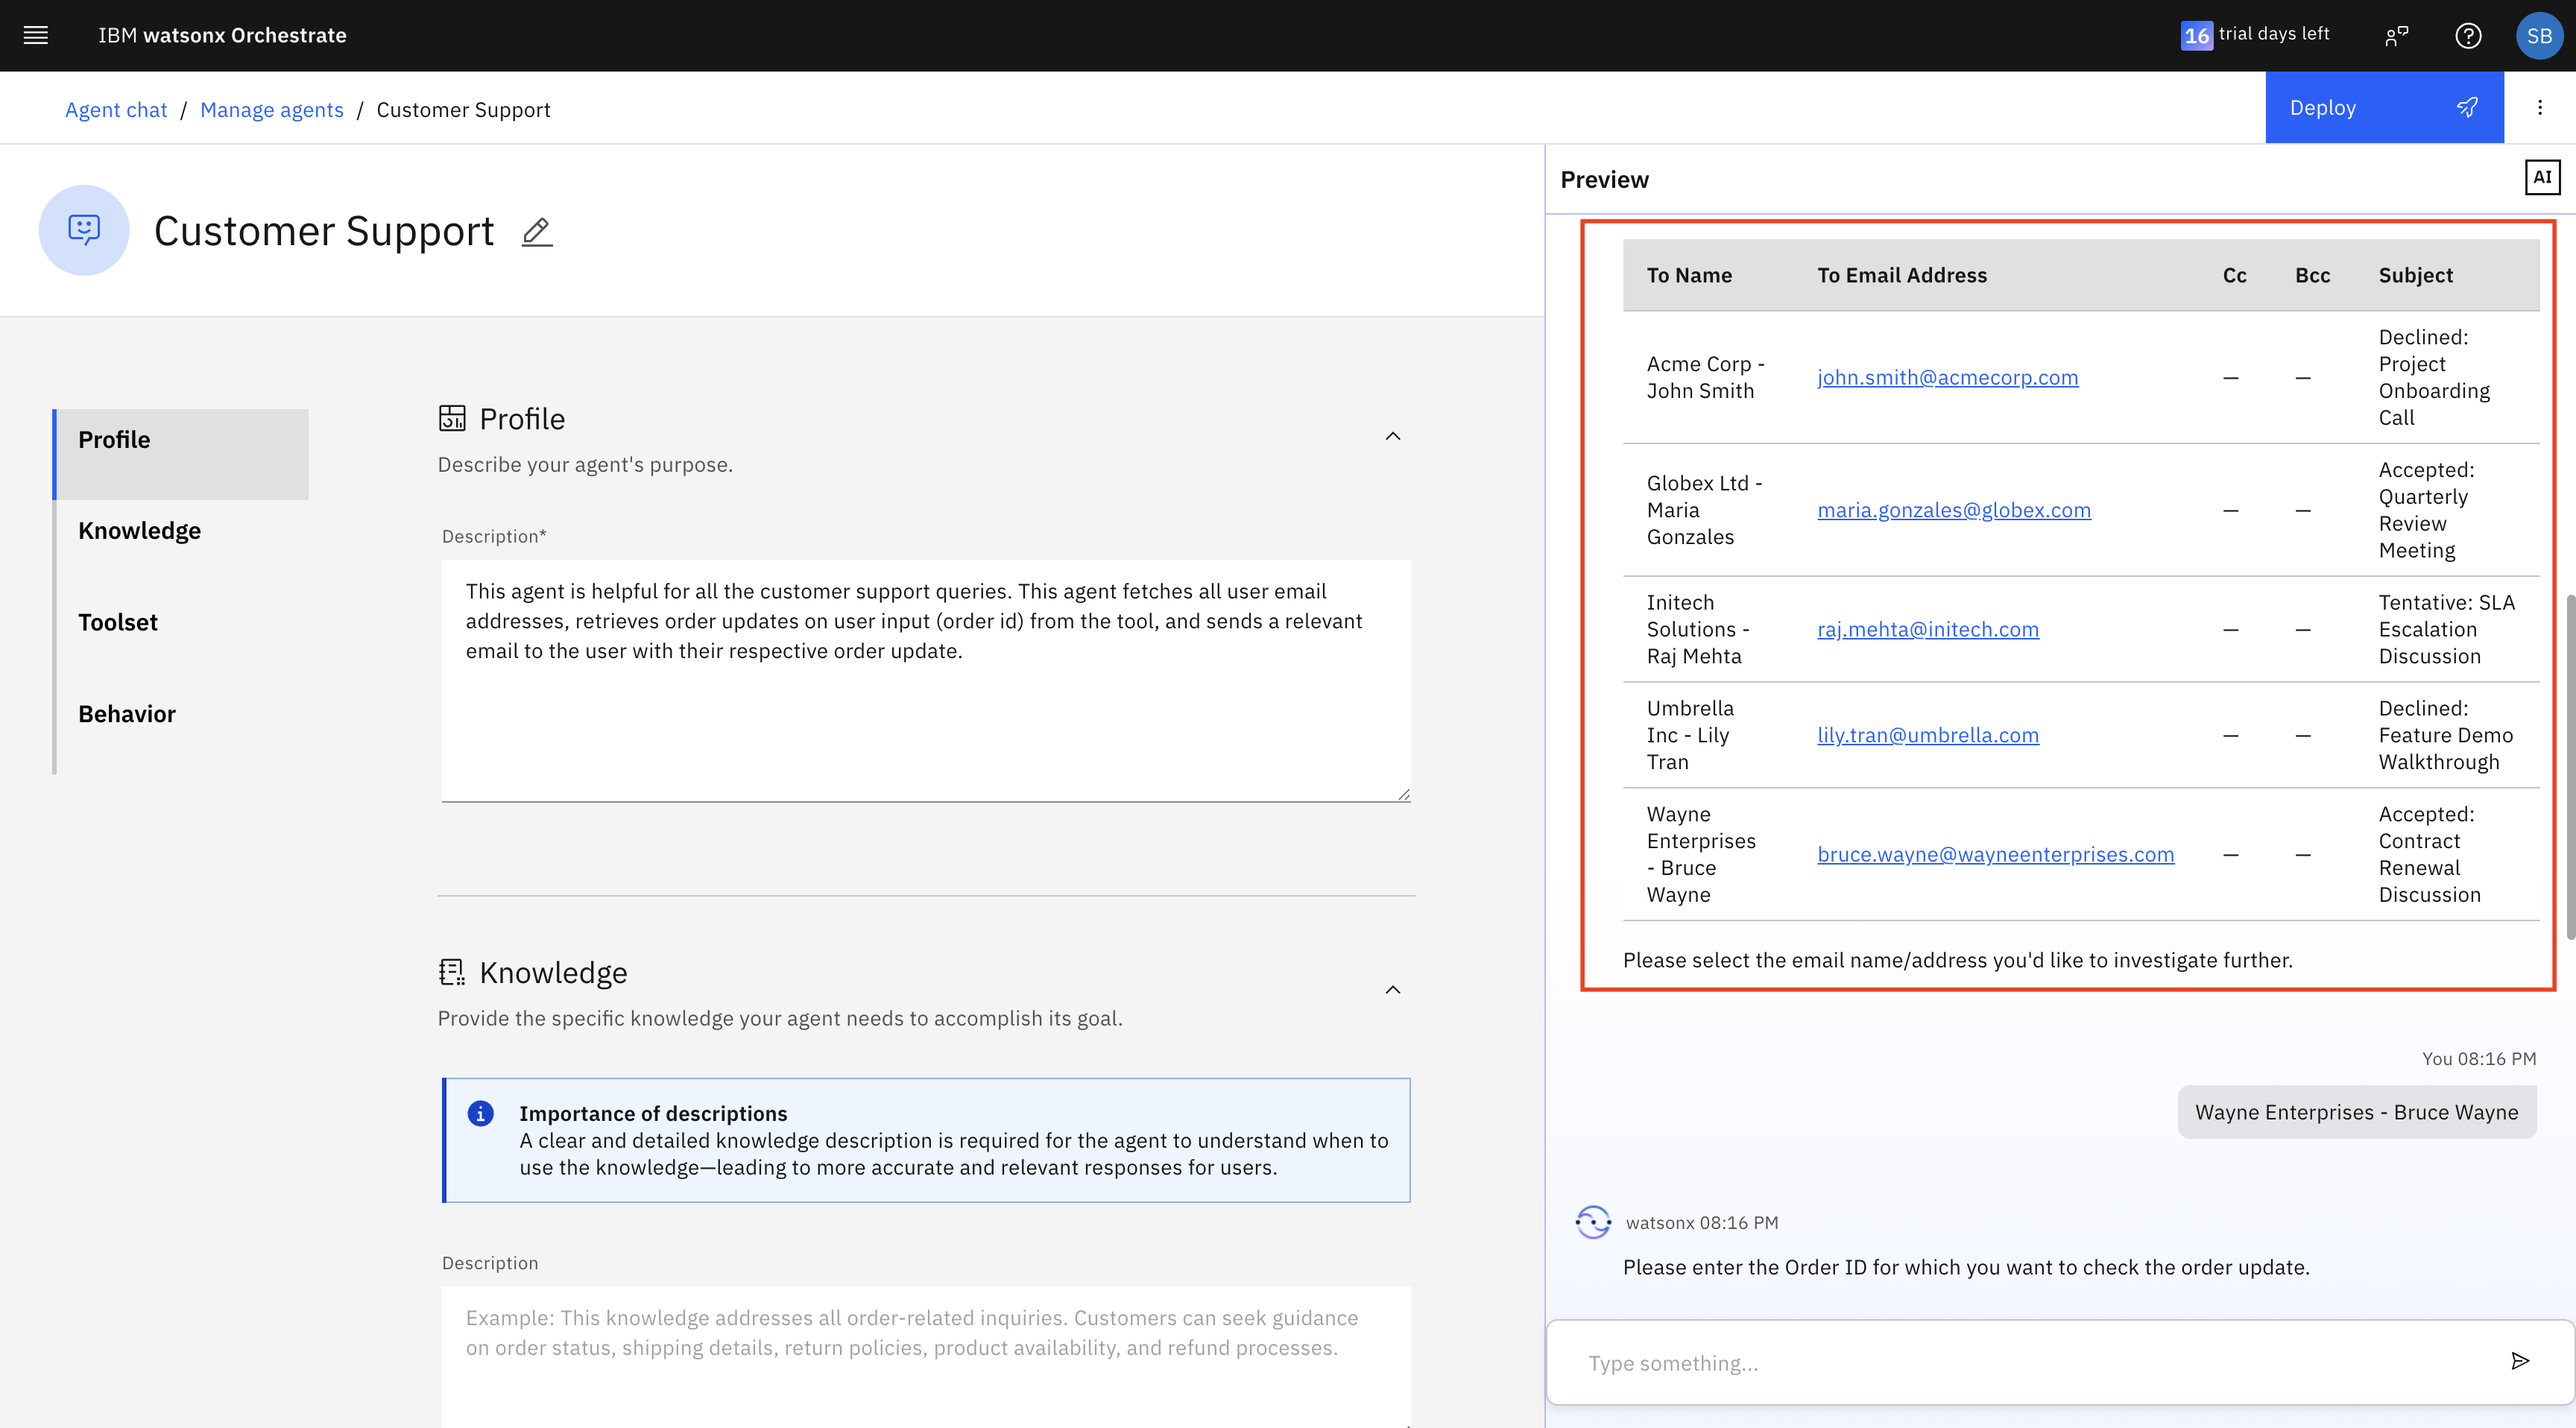 IBM watsonx Orchestrate
16 trial days left
SB
Agent chat / Manage agents / Customer Support
Deploy
Customer Support
Profile
Knowledge
Toolset
Behavior
Profile
Describe your agent's purpose.
Description*
This agent is helpful for all the customer support queries. This agent fetches all user email
addresses, retrieves order updates on user input (order id) from the tool, and sends a relevant
email to the user with their respective order update.
Knowledge
Provide the specific knowledge your agent needs to accomplish its goal.
Importance of descriptions
A clear and detailed knowledge description is required for the agent to understand when to
use the knowledge—leading to more accurate and relevant responses for users.
Description
Example: This knowledge addresses all order-related inquiries. Customers can seek guidance
on order status, shipping details, return policies, product availability, and refund processes.
Preview
AI
To Name To Email Address Cc Bcc Subject
Acme Corp -
John Smith
john.smith@acmecorp.com
—
—
Declined:
Project
Onboarding
Call
Globex Ltd -
Maria
Gonzales
maria.gonzales@globex.com
—
—
Accepted:
Quarterly
Review
Meeting
Initech
Solutions -
Raj Mehta
raj.mehta@initech.com
—
—
Tentative: SLA
Escalation
Discussion
Umbrella
Inc - Lily
Tran
lily.tran@umbrella.com
—
—
Declined:
Feature Demo
Walkthrough
Wayne
Enterprises
- Bruce
Wayne
bruce.wayne@wayneenterprises.com
—
—
Accepted:
Contract
Renewal
Discussion
Please select the email name/address you'd like to investigate further.
You 08:16 PM
Wayne Enterprises - Bruce Wayne
watsonx 08:16 PM
Please enter the Order ID for which you want to check the order update.
Type something...